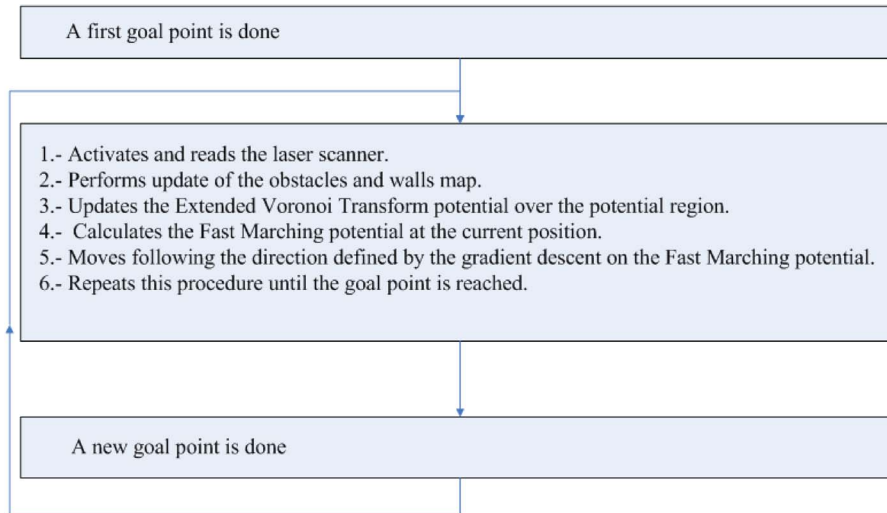 A first goal point is done
1.- Activates and reads the laser scanner.
2.- Performs update of the obstacles and walls map.
3.- Updates the Extended Voronoi Transform potential over the potential region.
4.- Calculates the Fast Marching potential at the current position.
5.- Moves following the direction defined by the gradient descent on the Fast Marching potential.
6.- Repeats this procedure until the goal point is reached.
A new goal point is done